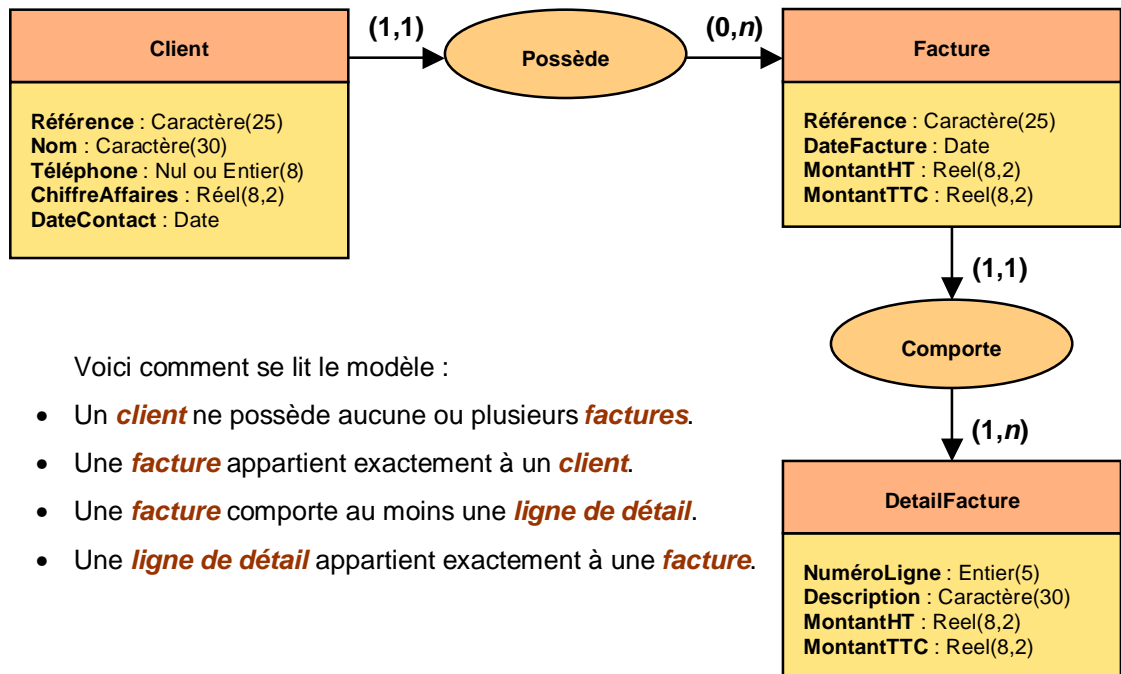 (1,1)
(0,n)
Client
Possède
Facture
Référence : Caractère(25)
Nom : Caractère(30)
Téléphone : Nul ou Entier(8)
ChiffreAffaires : Réel(8,2)
DateContact : Date
Référence : Caractère(25)
DateFacture : Date
MontantHT : Reel(8,2)
MontantTTC : Reel(8,2)
(1,1)
Comporte
(1,n)
Voici comment se lit le modèle :
• Un client ne possède aucune ou plusieurs factures.
• Une facture appartient exactement à un client.
• Une facture comporte au moins une ligne de détail.
• Une ligne de détail appartient exactement à une facture.
DetailFacture
NuméroLigne : Entier(5)
Description : Caractère(30)
MontantHT : Reel(8,2)
MontantTTC : Reel(8,2)